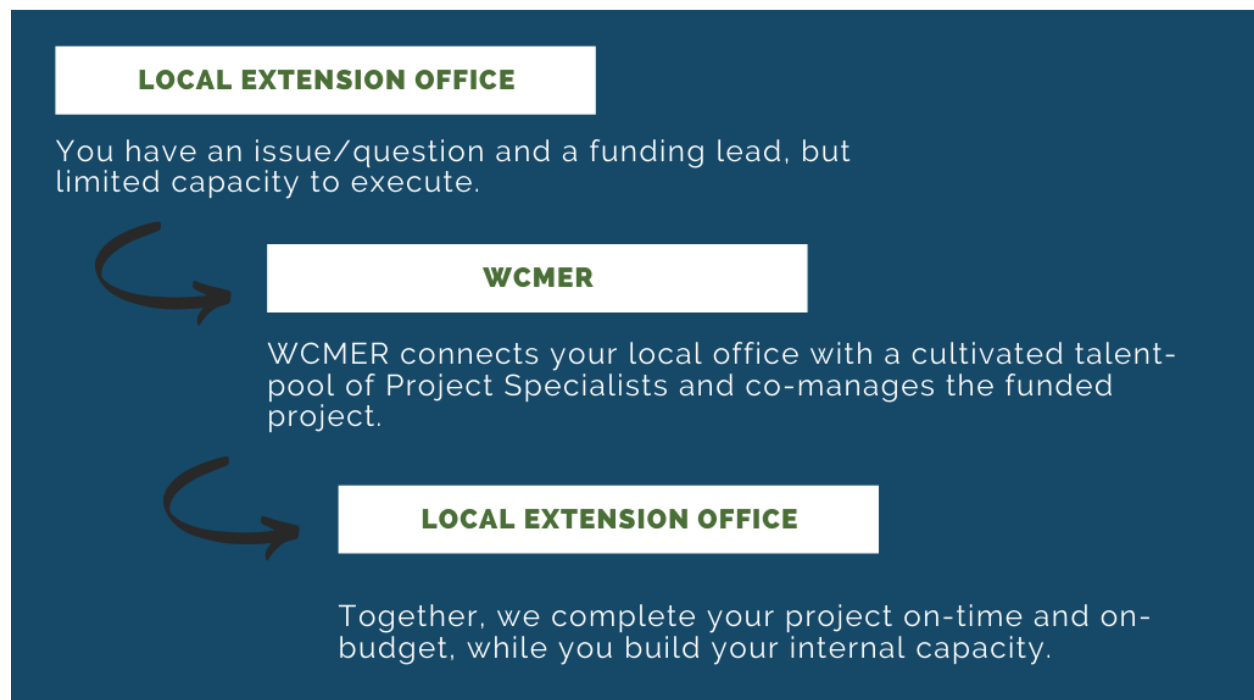 LOCAL EXTENSION OFFICE
You have an issue/question and a funding lead, but
limited capacity to execute.
WCMER
WCMER connects your local office with a cultivated talent-
pool of Project Specialists and co-manages the funded
project.
LOCAL EXTENSION OFFICE
Together, we complete your project on-time and on-
budget, while you build your internal capacity.